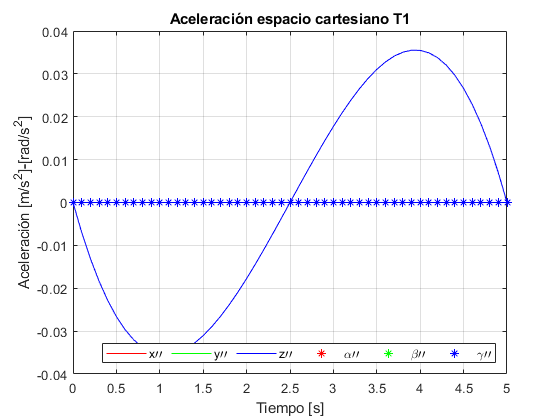 Aceleración espacio cartesiano T1
Aceleración [m/s²]-[rad/s²]
0.04
0.03
0.02
0.01
0
-0.01
-0.02
-0.03
-0.04
x′′ y′′ z′′ α′′ β′′ γ′′
0 0.5 1 1.5 2 2.5 3 3.5 4 4.5 5
Tiempo [s]